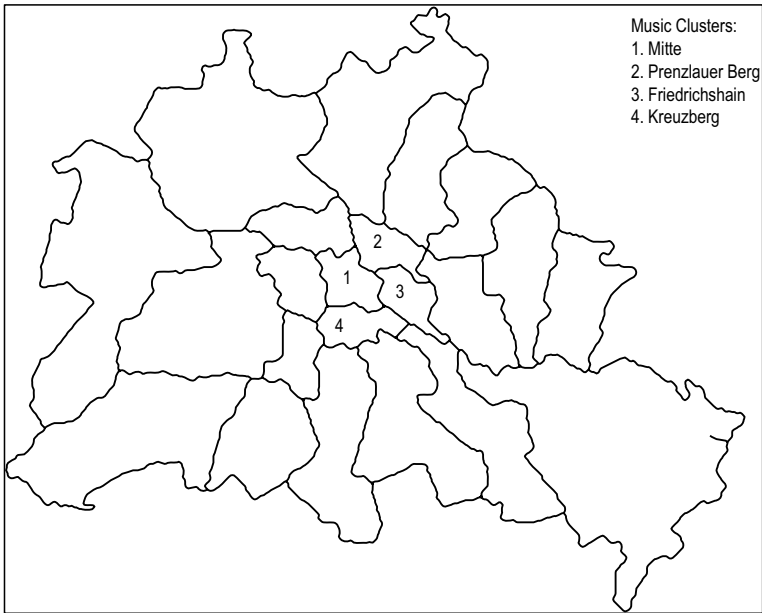 Music Clusters:
1. Mitte
2. Prenzlauer Berg
3. Friedrichshain
4. Kreuzberg
2
1
3
4